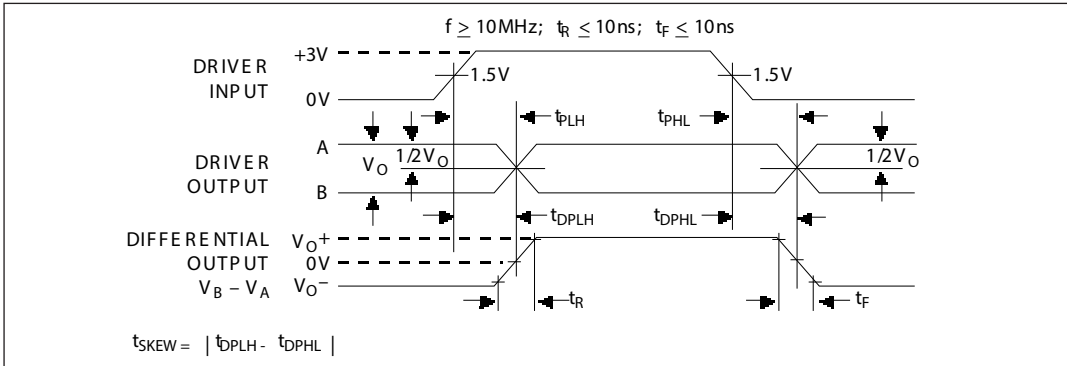 f ≥ 10MHz; tR ≤ 10ns; tF ≤ 10ns
+3V
DRIVER
INPUT
1.5V
1.5V
0V
tPLH
tPHL
A
DRIVER
OUTPUT
VO
1/2VO
1/2VO
B
tDPLH
tDPHL
DIFFERENTIAL
OUTPUT
VB – VA
VO+
0V
VO–
tR
tF
tSKEW = | tDPLH - tDPHL |